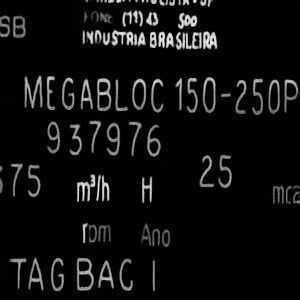 FONE (11) 43 500
INDUSTRIA BRASILEIRA
SB
MEGABLOC 150-250P
937976
375 m³/h H 25 mca
rpm Ano
TAG BAC 1